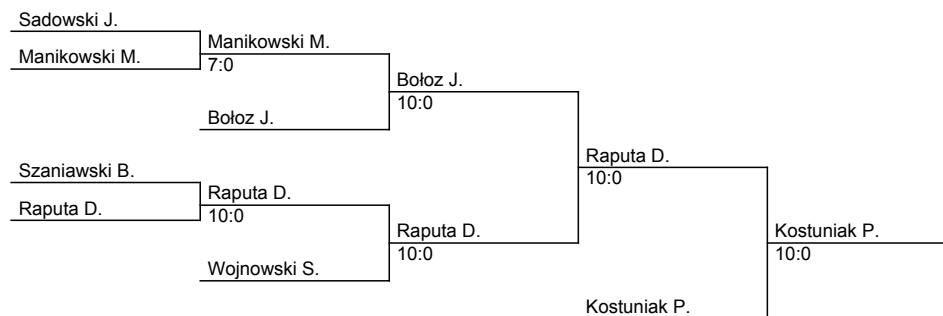 Sadowski J.
Manikowski M.
Manikowski M.
7:0
Bołoz J.
10:0
Bołoz J.
Szaniawski B.
Raputa D.
10:0
Raputa D.
Raputa D.
10:0
Raputa D.
10:0
Wojnowski S.
Kostuniak P.
10:0
Kostuniak P.